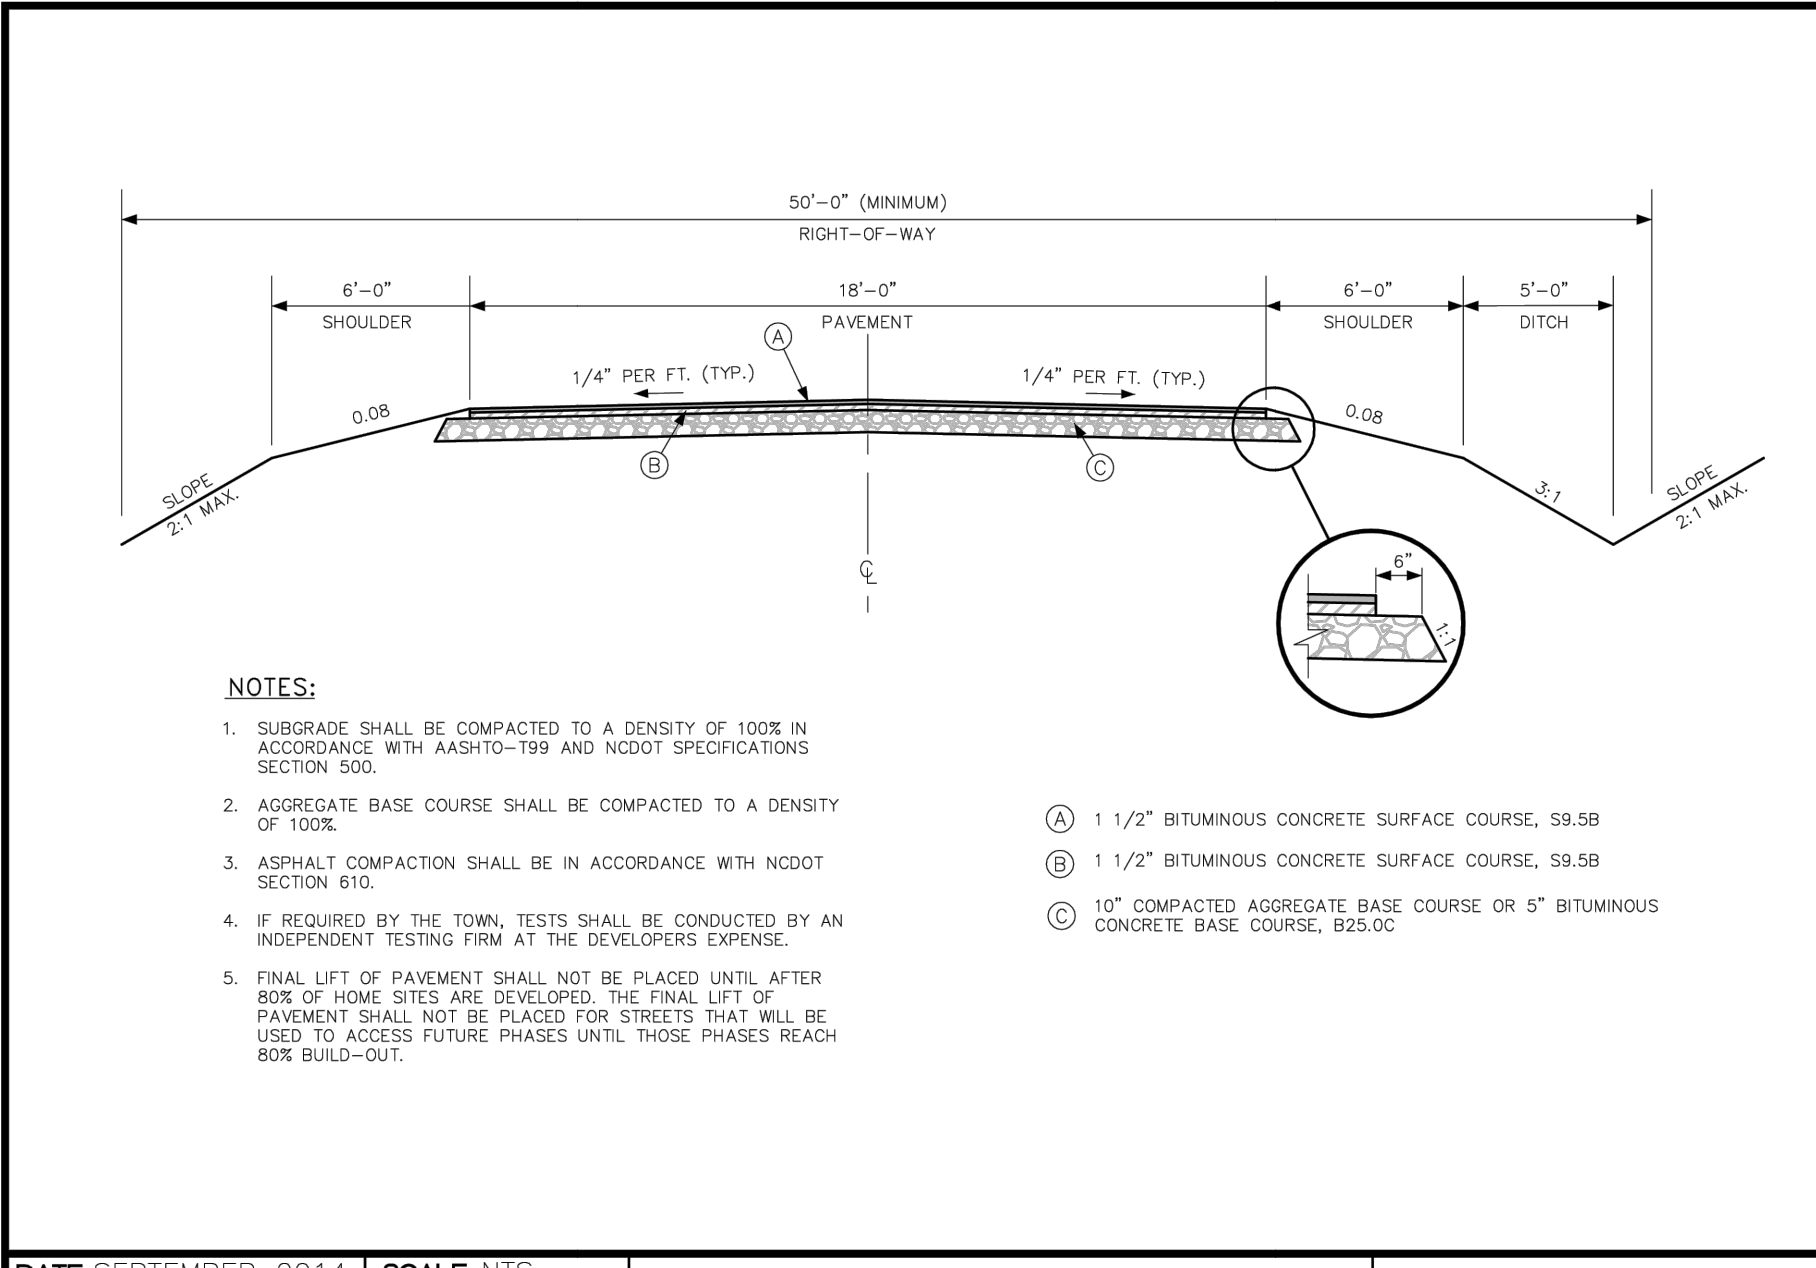 50'-0" (MINIMUM)
RIGHT-OF-WAY
6'-0"
SHOULDER
18'-0"
PAVEMENT
6'-0"
SHOULDER
5'-0"
DITCH
A
1/4" PER FT. (TYP.)
1/4" PER FT. (TYP.)
0.08
0.08
B
C
SLOPE
2:1 MAX.
3:1
SLOPE
2:1 MAX.
CL
6"
1:1
NOTES:
1. SUBGRADE SHALL BE COMPACTED TO A DENSITY OF 100% IN
ACCORDANCE WITH AASHTO-T99 AND NCDOT SPECIFICATIONS
SECTION 500.
2. AGGREGATE BASE COURSE SHALL BE COMPACTED TO A DENSITY
OF 100%.
3. ASPHALT COMPACTION SHALL BE IN ACCORDANCE WITH NCDOT
SECTION 610.
4. IF REQUIRED BY THE TOWN, TESTS SHALL BE CONDUCTED BY AN
INDEPENDENT TESTING FIRM AT THE DEVELOPERS EXPENSE.
5. FINAL LIFT OF PAVEMENT SHALL NOT BE PLACED UNTIL AFTER
80% OF HOME SITES ARE DEVELOPED. THE FINAL LIFT OF
PAVEMENT SHALL NOT BE PLACED FOR STREETS THAT WILL BE
USED TO ACCESS FUTURE PHASES UNTIL THOSE PHASES REACH
80% BUILD-OUT.
A 1 1/2" BITUMINOUS CONCRETE SURFACE COURSE, S9.5B
B 1 1/2" BITUMINOUS CONCRETE SURFACE COURSE, S9.5B
C 10" COMPACTED AGGREGATE BASE COURSE OR 5" BITUMINOUS
CONCRETE BASE COURSE, B25.0C
DATE SEPTEMBER, 2014
SCALE NTS